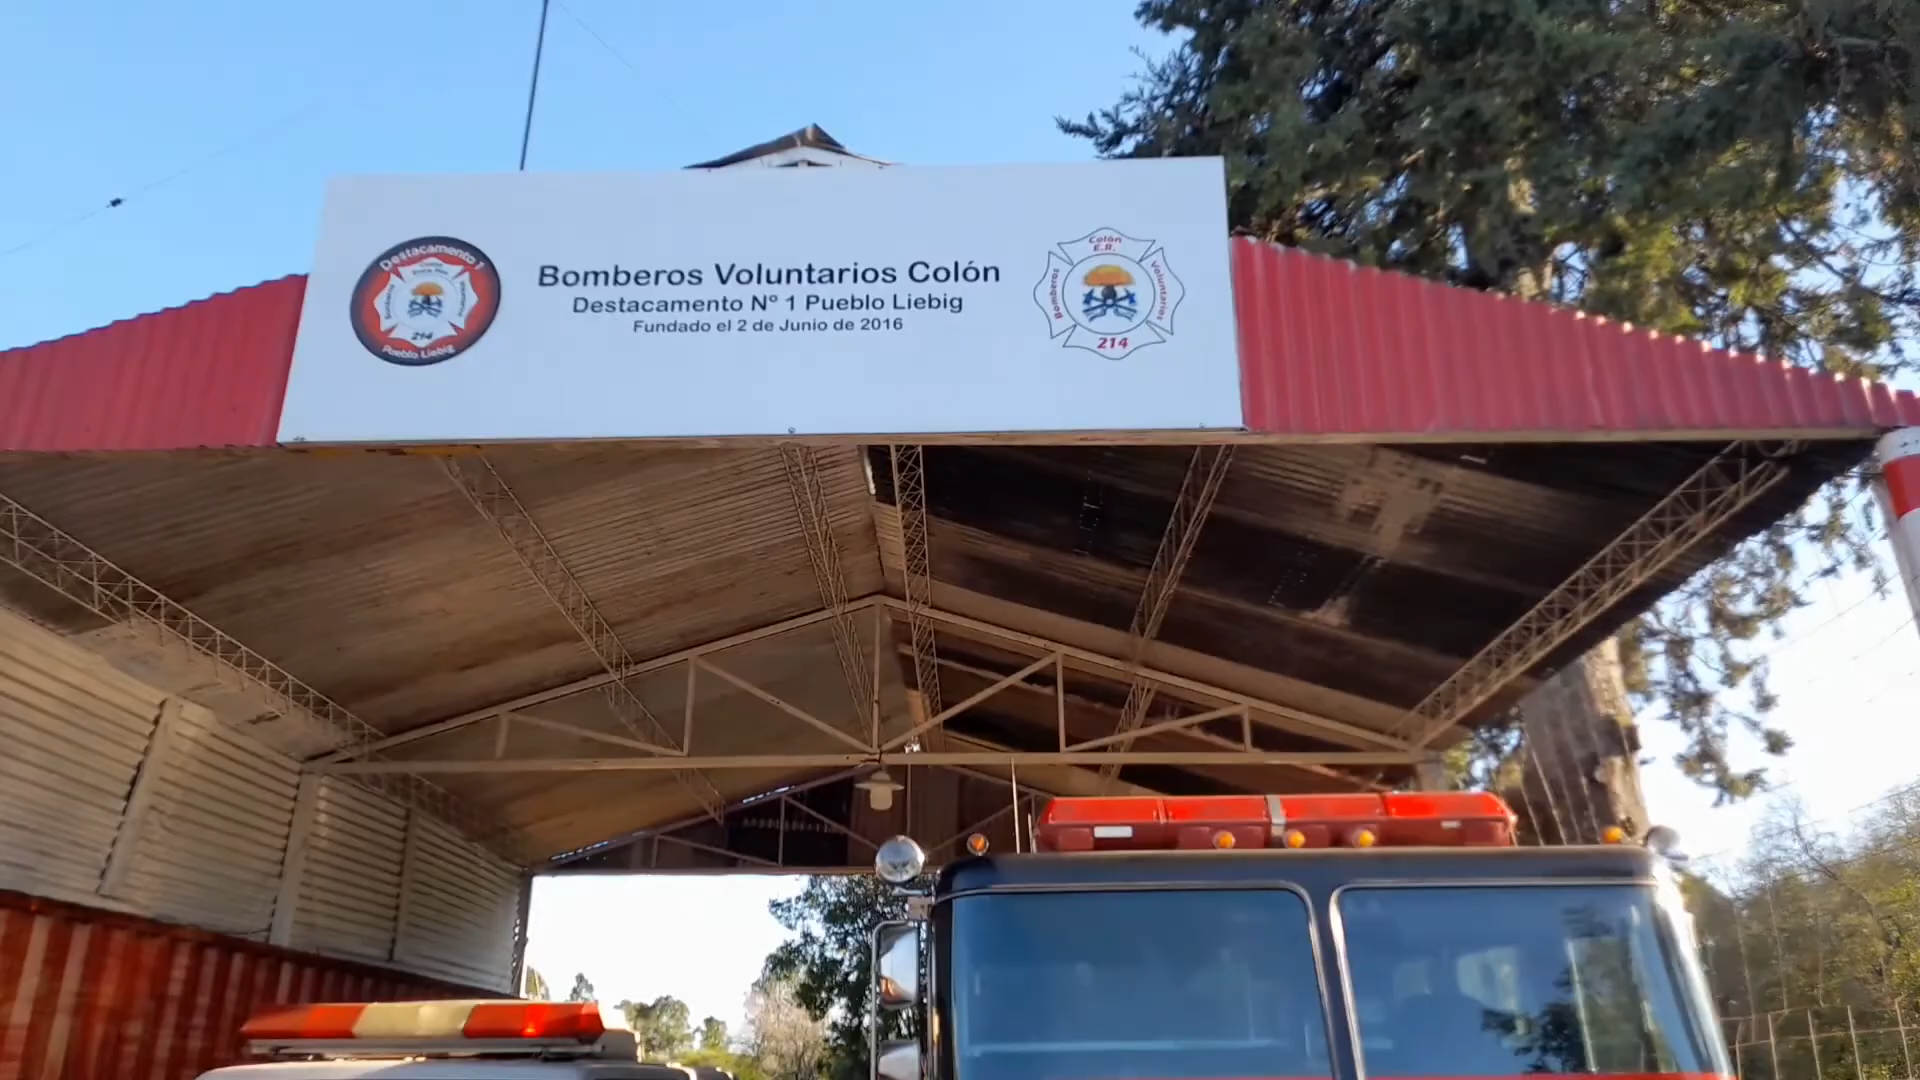 Destacamento 1
214
Pueblo Liebig
Bomberos Voluntarios Colón
Destacamento Nº 1 Pueblo Liebig
Fundado el 2 de Junio de 2016
Colón
E.R.
Bomberos
Voluntarios
214